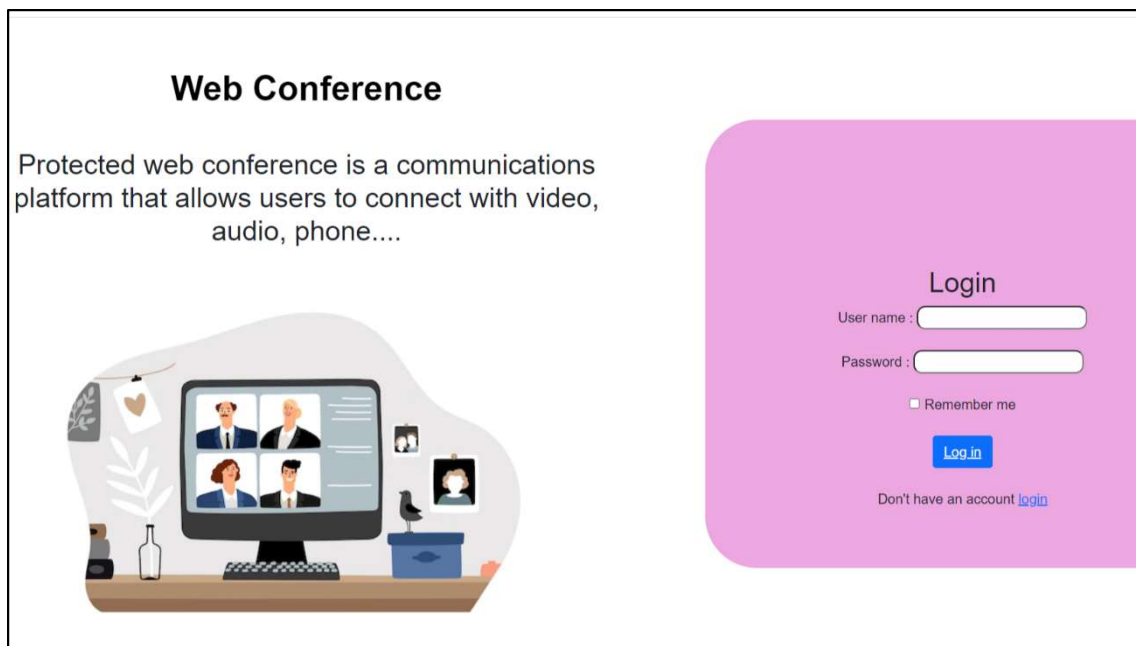 Web Conference
Protected web conference is a communications
platform that allows users to connect with video,
audio, phone....
Login
User name :
Password :
Remember me
Log in
Don't have an account login